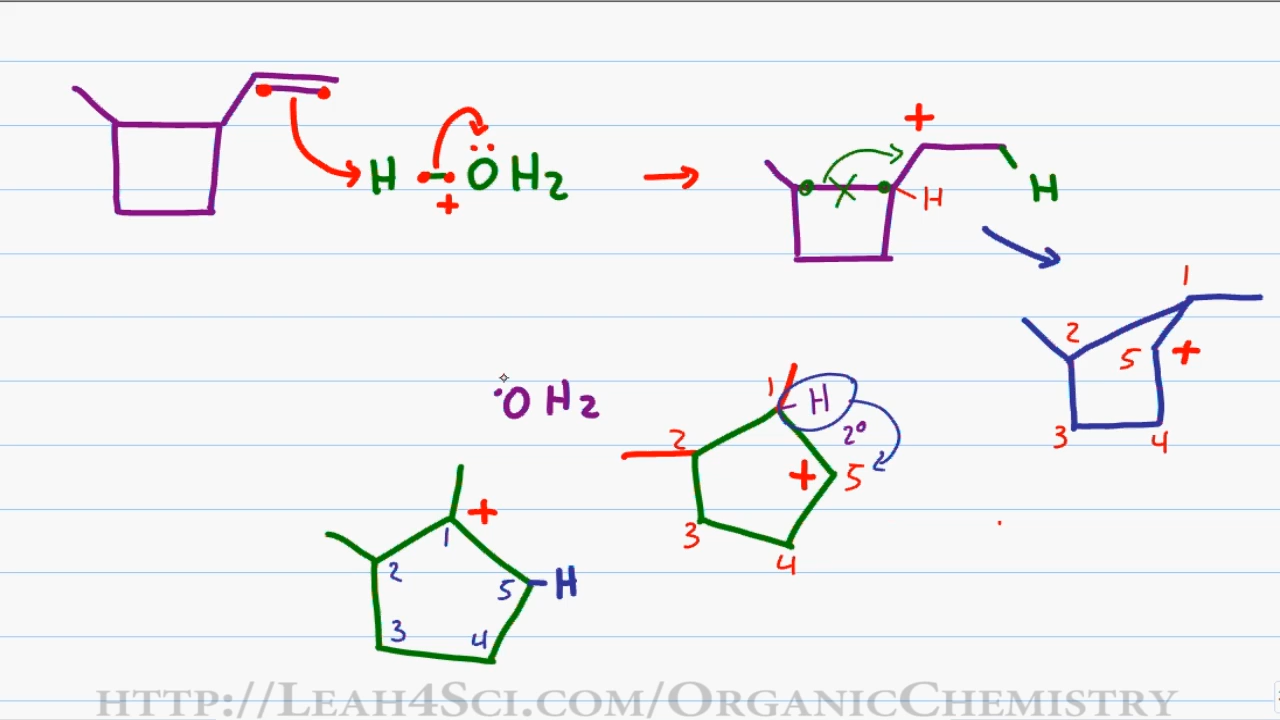 H - ÖH2 → +
+
H
H
1
2
5 +
3 4
·OH2
1 H
2 2°
+ 5
3
4
+
1
2
5 H
3 4
HTTP://LEAH4SCI.COM/ORGANICCHEMISTRY